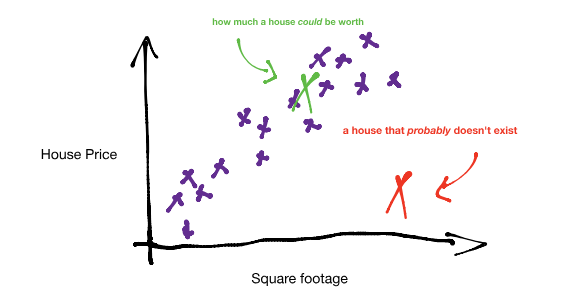 how much a house could be worth
a house that probably doesn't exist
House Price
Square footage